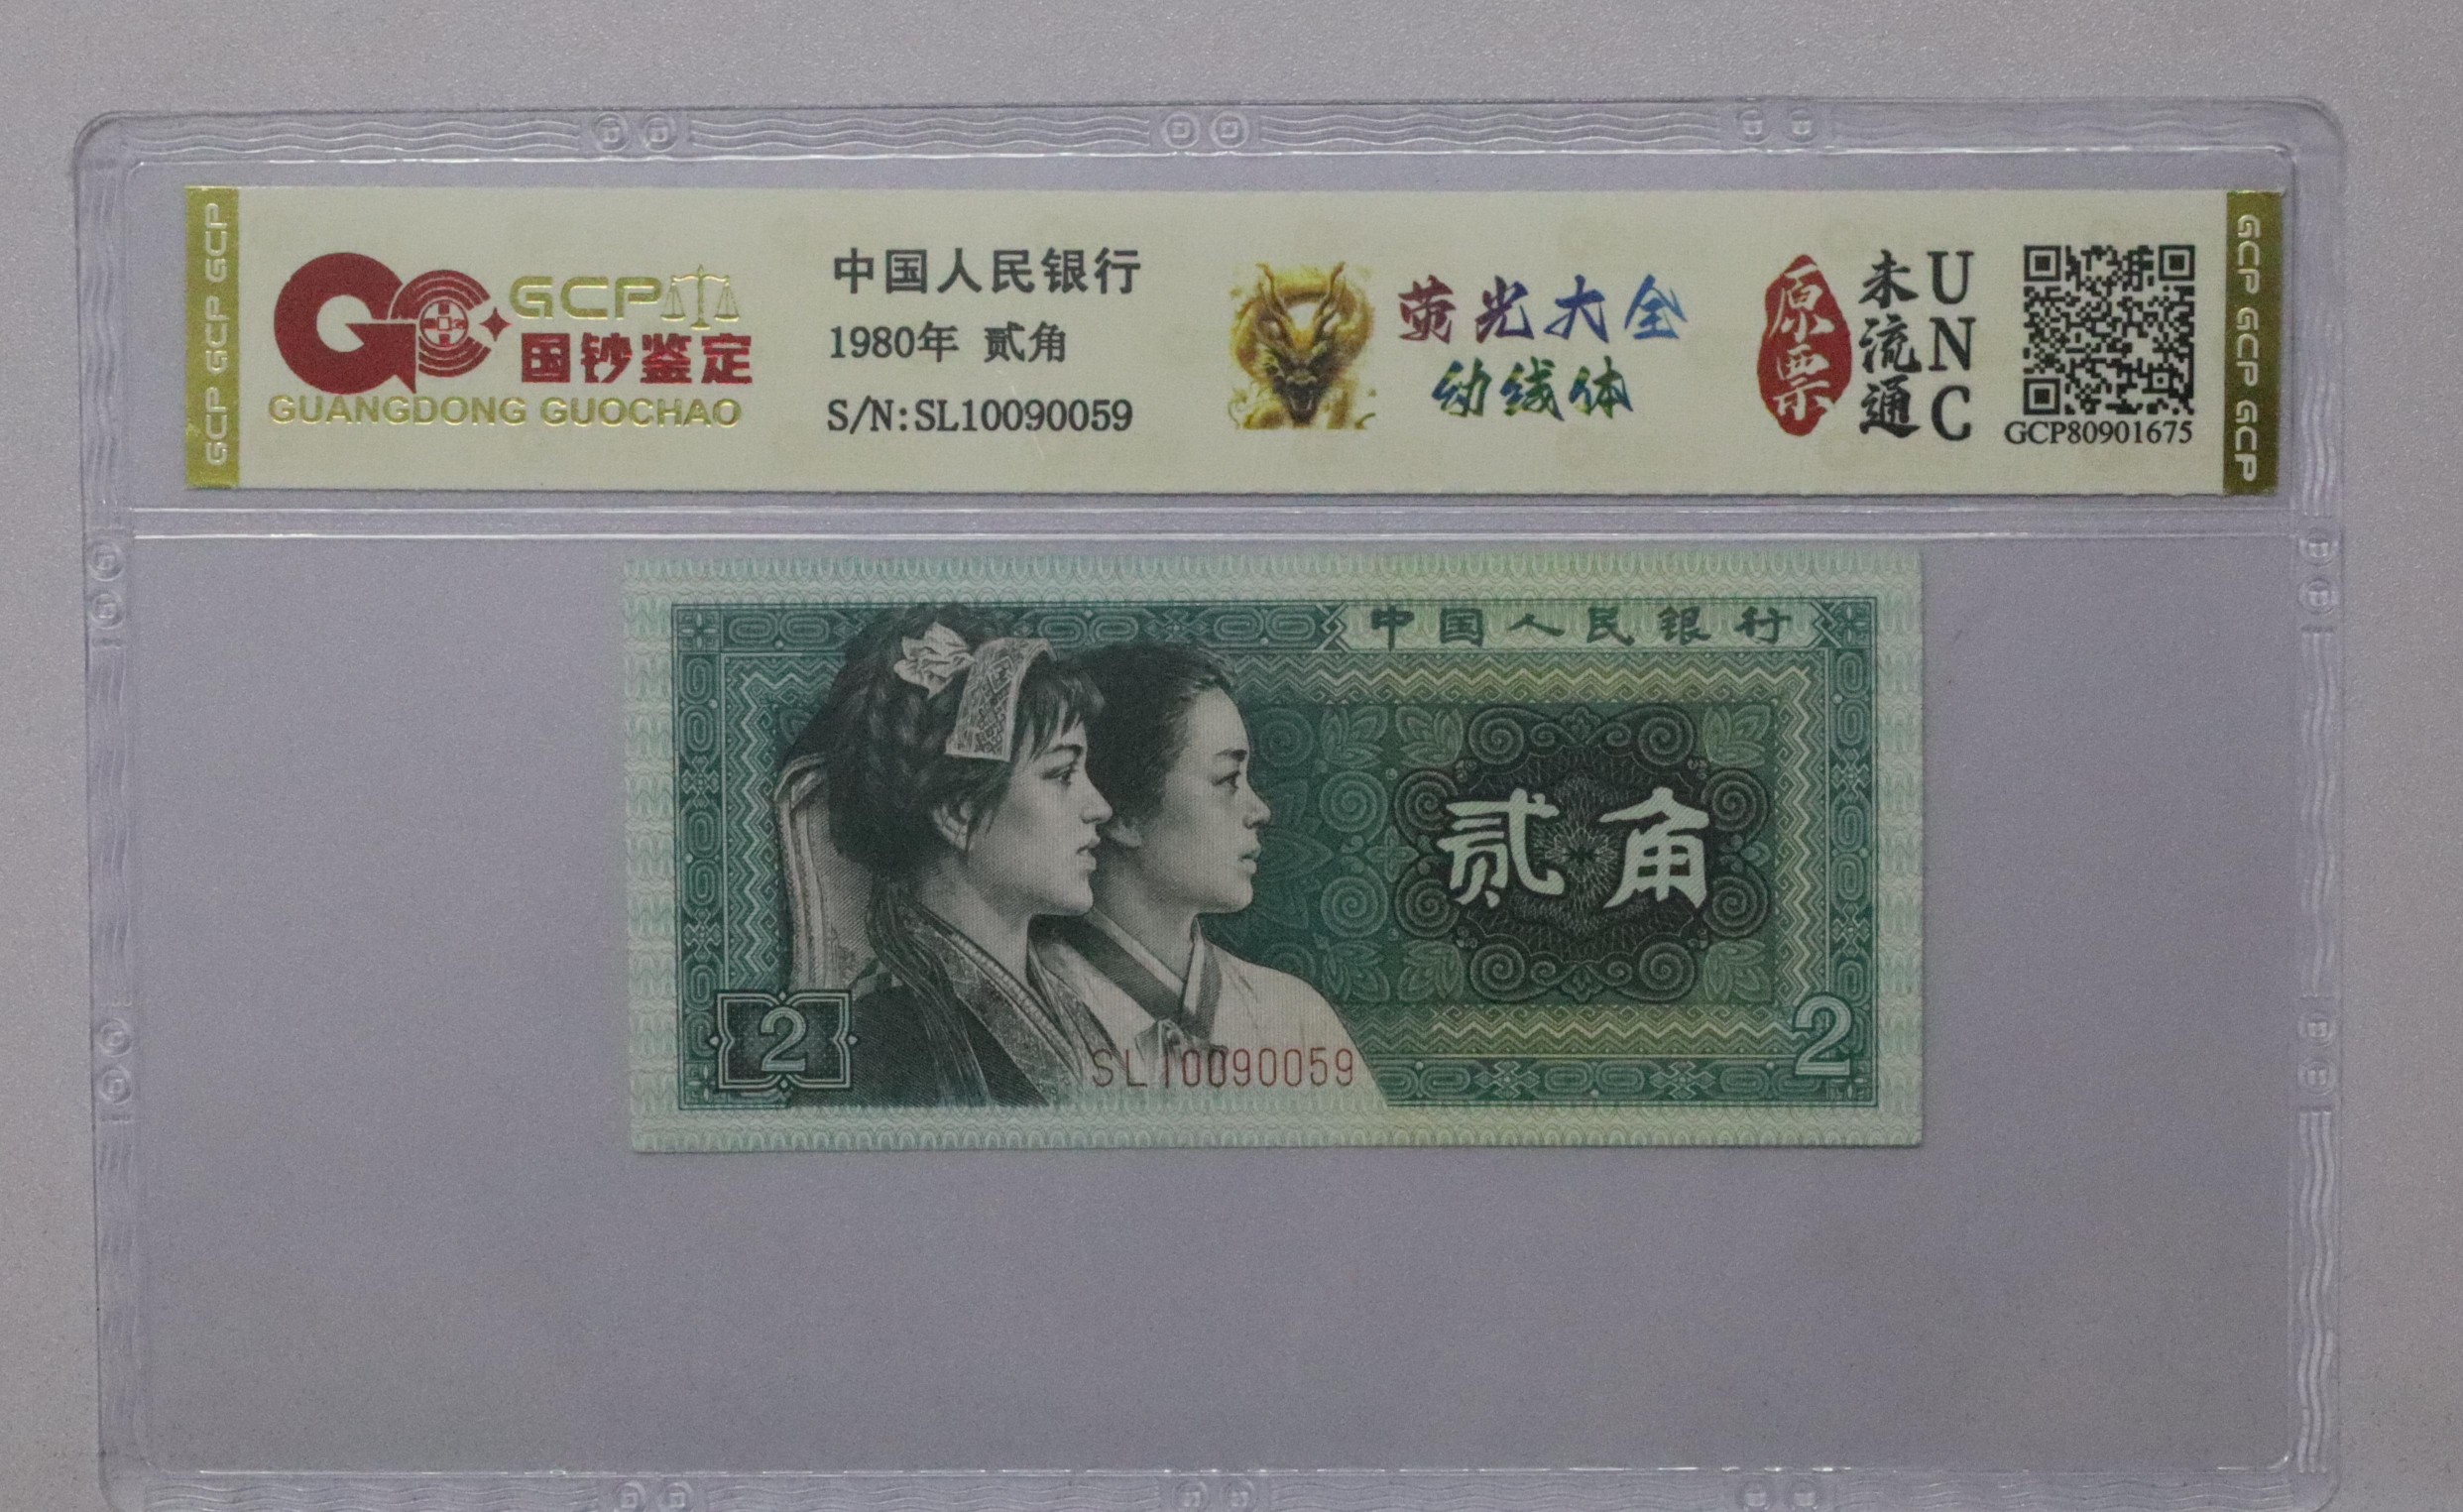 GCP GCP GCP
GCP
国钞鉴定
GUANGDONG GUOCHAO
中国人民银行
1980年 贰角
S/N:SL10090059
荧光大全
幼线体
原票
未流通
UNC
GCP80901675
GCP GCP GCP
中国人民银行
贰角
2
2
SL10090059